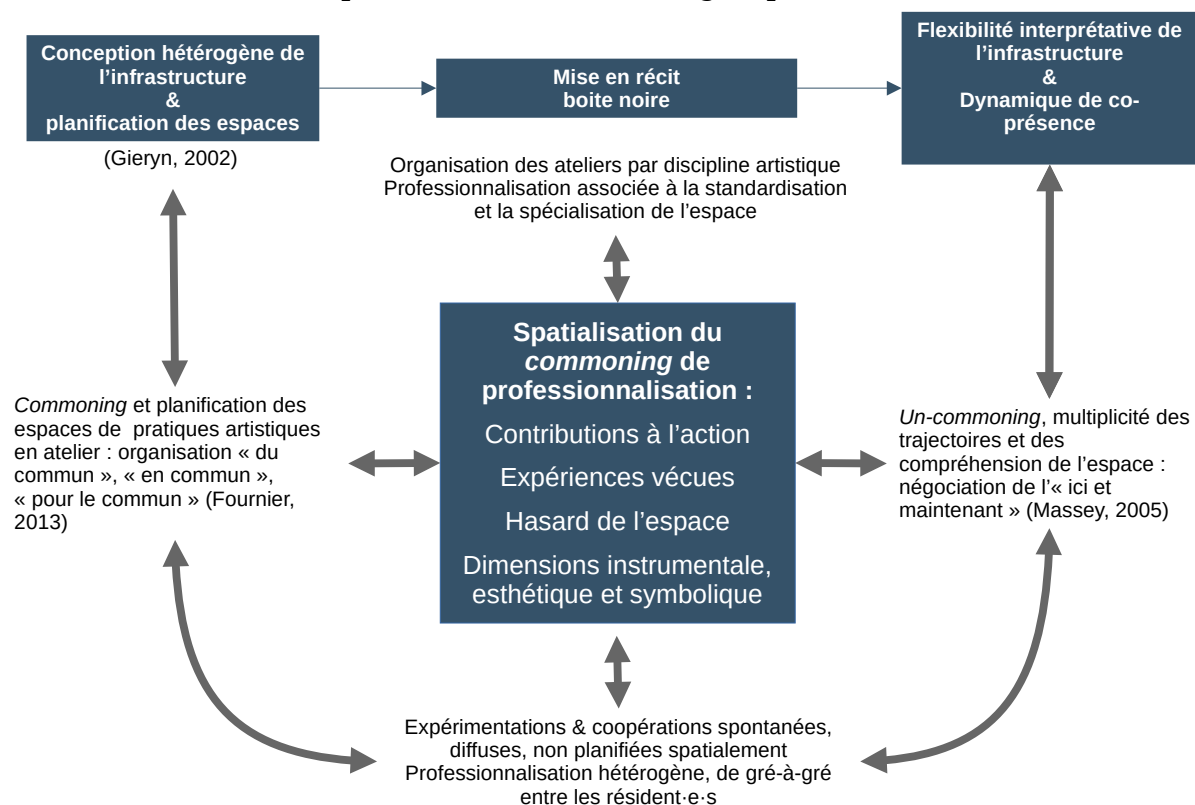 Conception hétérogène de
l'infrastructure
&
planification des espaces
(Gieryn, 2002)
Mise en récit
boite noire
Flexibilité interprétative de
l'infrastructure
&
Dynamique de co-
présence
Organisation des ateliers par discipline artistique
Professionnalisation associée à la standardisation
et la spécialisation de l'espace
Spatialisation du
commoning de
professionnalisation :
Contributions à l'action
Expériences vécues
Hasard de l'espace
Dimensions instrumentale,
esthétique et symbolique
Commoning et planification des
espaces de pratiques artistiques
en atelier : organisation « du
commun », « en commun »,
« pour le commun » (Fournier,
2013)
Un-commoning, multiplicité des
trajectoires et des
compréhension de l'espace :
négociation de l'« ici et
maintenant » (Massey, 2005)
Expérimentations & coopérations spontanées,
diffuses, non planifiées spatialement
Professionnalisation hétérogène, de gré-à-gré
entre les résident·e·s